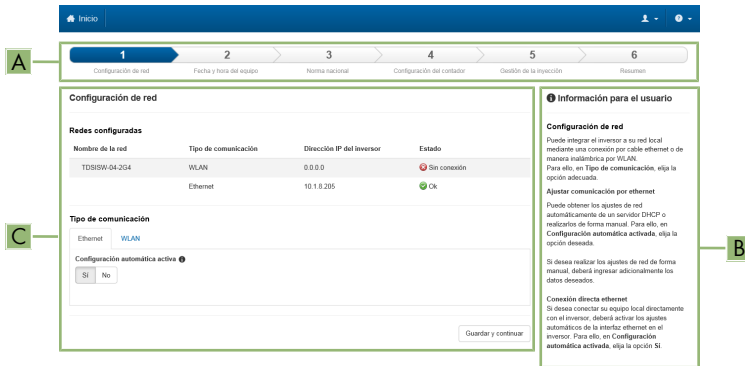 Inicio
A
1 2 3 4 5 6
Configuración de red Fecha y hora del equipo Norma nacional Configuración del contador Gestión de la inyección Resumen
Configuración de red
Redes configuradas
Nombre de la red Tipo de comunicación Dirección IP del inversor Estado
TDSISW-04-2G4 WLAN 0.0.0.0 Sin conexión
Ethernet 10.1.8.205 Ok
C
Tipo de comunicación
Ethernet WLAN
Configuración automática activa
Sí No
Guardar y continuar
Información para el usuario
Configuración de red
Puede integrar el inversor a su red local
mediante una conexión por cable ethernet o de
manera inalámbrica por WLAN.
Para ello, en Tipo de comunicación, elija la
opción adecuada.
Ajustar comunicación por ethernet
Puede obtener los ajustes de red
automáticamente de un servidor DHCP o
realizarlos de forma manual. Para ello, en
Configuración automática activada, elija la
opción deseada.
B
Si desea realizar los ajustes de red de forma
manual, deberá ingresar adicionalmente los
datos deseados.
Conexión directa ethernet
Si desea conectar su equipo local directamente
con el inversor, deberá activar los ajustes
automáticos de la interfaz ethernet en el
inversor. Para ello, en Configuración
automática activada, elija la opción Sí.